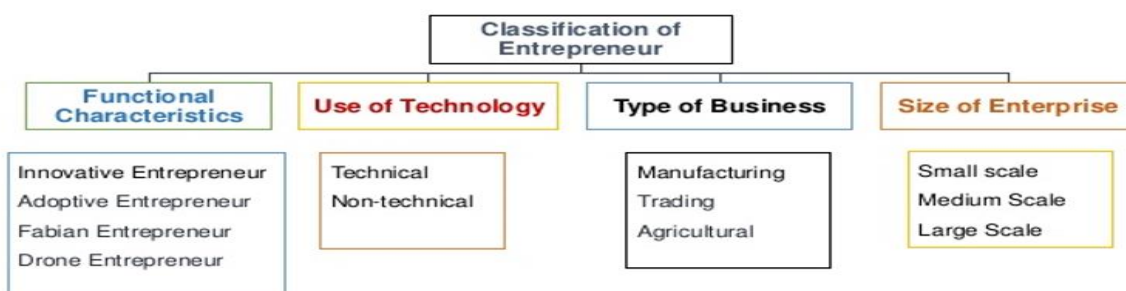 Classification of
Entrepreneur
Functional
Characteristics
Use of Technology
Type of Business
Size of Enterprise
Innovative Entrepreneur
Adoptive Entrepreneur
Fabian Entrepreneur
Drone Entrepreneur
Technical
Non-technical
Manufacturing
Trading
Agricultural
Small scale
Medium Scale
Large Scale